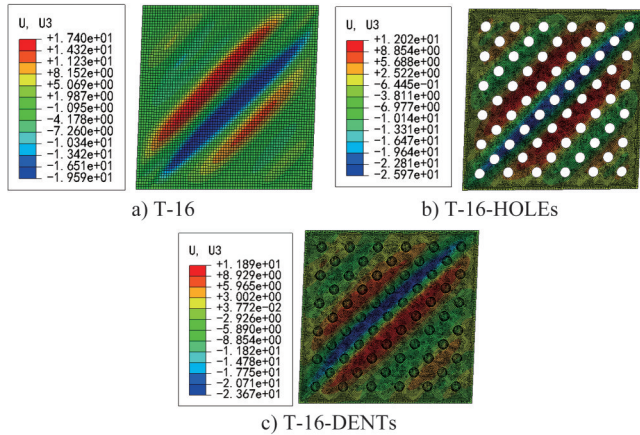 U, U3
+1.740e+01
+1.432e+01
+1.123e+01
+8.152e+00
+5.069e+00
+1.987e+00
-1.095e+00
-4.178e+00
-7.260e+00
-1.034e+01
-1.342e+01
-1.651e+01
-1.959e+01
a) T-16
U, U3
+1.202e+01
+8.854e+00
+5.688e+00
+2.522e+00
-6.445e-01
-3.811e+00
-6.977e+00
-1.014e+01
-1.331e+01
-1.647e+01
-1.964e+01
-2.281e+01
-2.597e+01
b) T-16-HOLEs
U, U3
+1.189e+01
+8.929e+00
+5.965e+00
+3.002e+00
+3.772e-02
-2.926e+00
-5.890e+00
-8.854e+00
-1.182e+01
-1.478e+01
-1.775e+01
-2.071e+01
-2.367e+01
c) T-16-DENTs